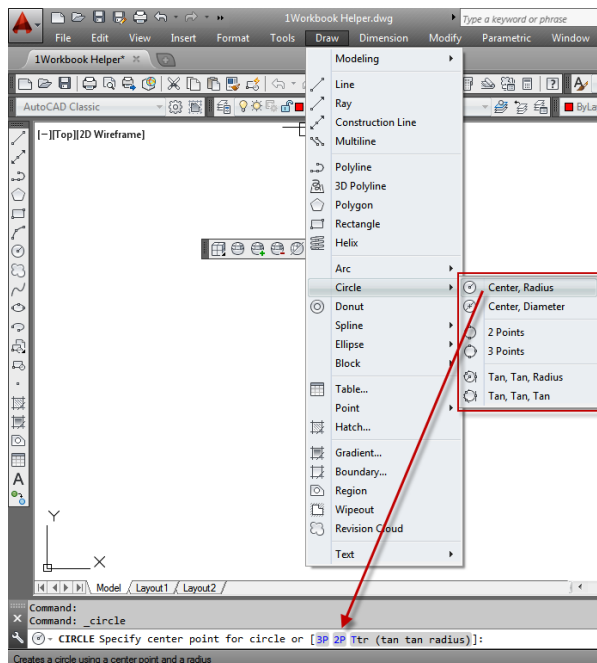 1Workbook Helper.dwg
Type a keyword or phrase
File Edit View Insert Format Tools Draw Dimension Modify Parametric Window
1Workbook Helper*
AutoCAD Classic
ByLa
[−][Top][2D Wireframe]
Modeling
Line
Ray
Construction Line
Multiline
Polyline
3D Polyline
Polygon
Rectangle
Helix
Arc
Circle
Donut
Spline
Ellipse
Block
Table...
Point
Hatch...
Gradient...
Boundary...
Region
Wipeout
Revision Cloud
Text
Center, Radius
Center, Diameter
2 Points
3 Points
Tan, Tan, Radius
Tan, Tan, Tan
A
Y
X
Model Layout1 Layout2
Command:
Command: _circle
CIRCLE Specify center point for circle or [3P 2P Ttr (tan tan radius)]:
Creates a circle using a center point and a radius